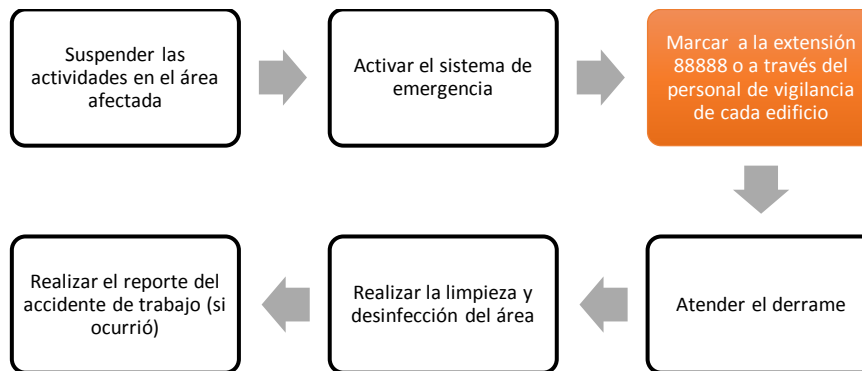 Suspender las
actividades en el área
afectada
Activar el sistema de
emergencia
Marcar a la extensión
88888 o a través del
personal de vigilancia
de cada edificio
Atender el derrame
Realizar la limpieza y
desinfección del área
Realizar el reporte del
accidente de trabajo (si
ocurrió)